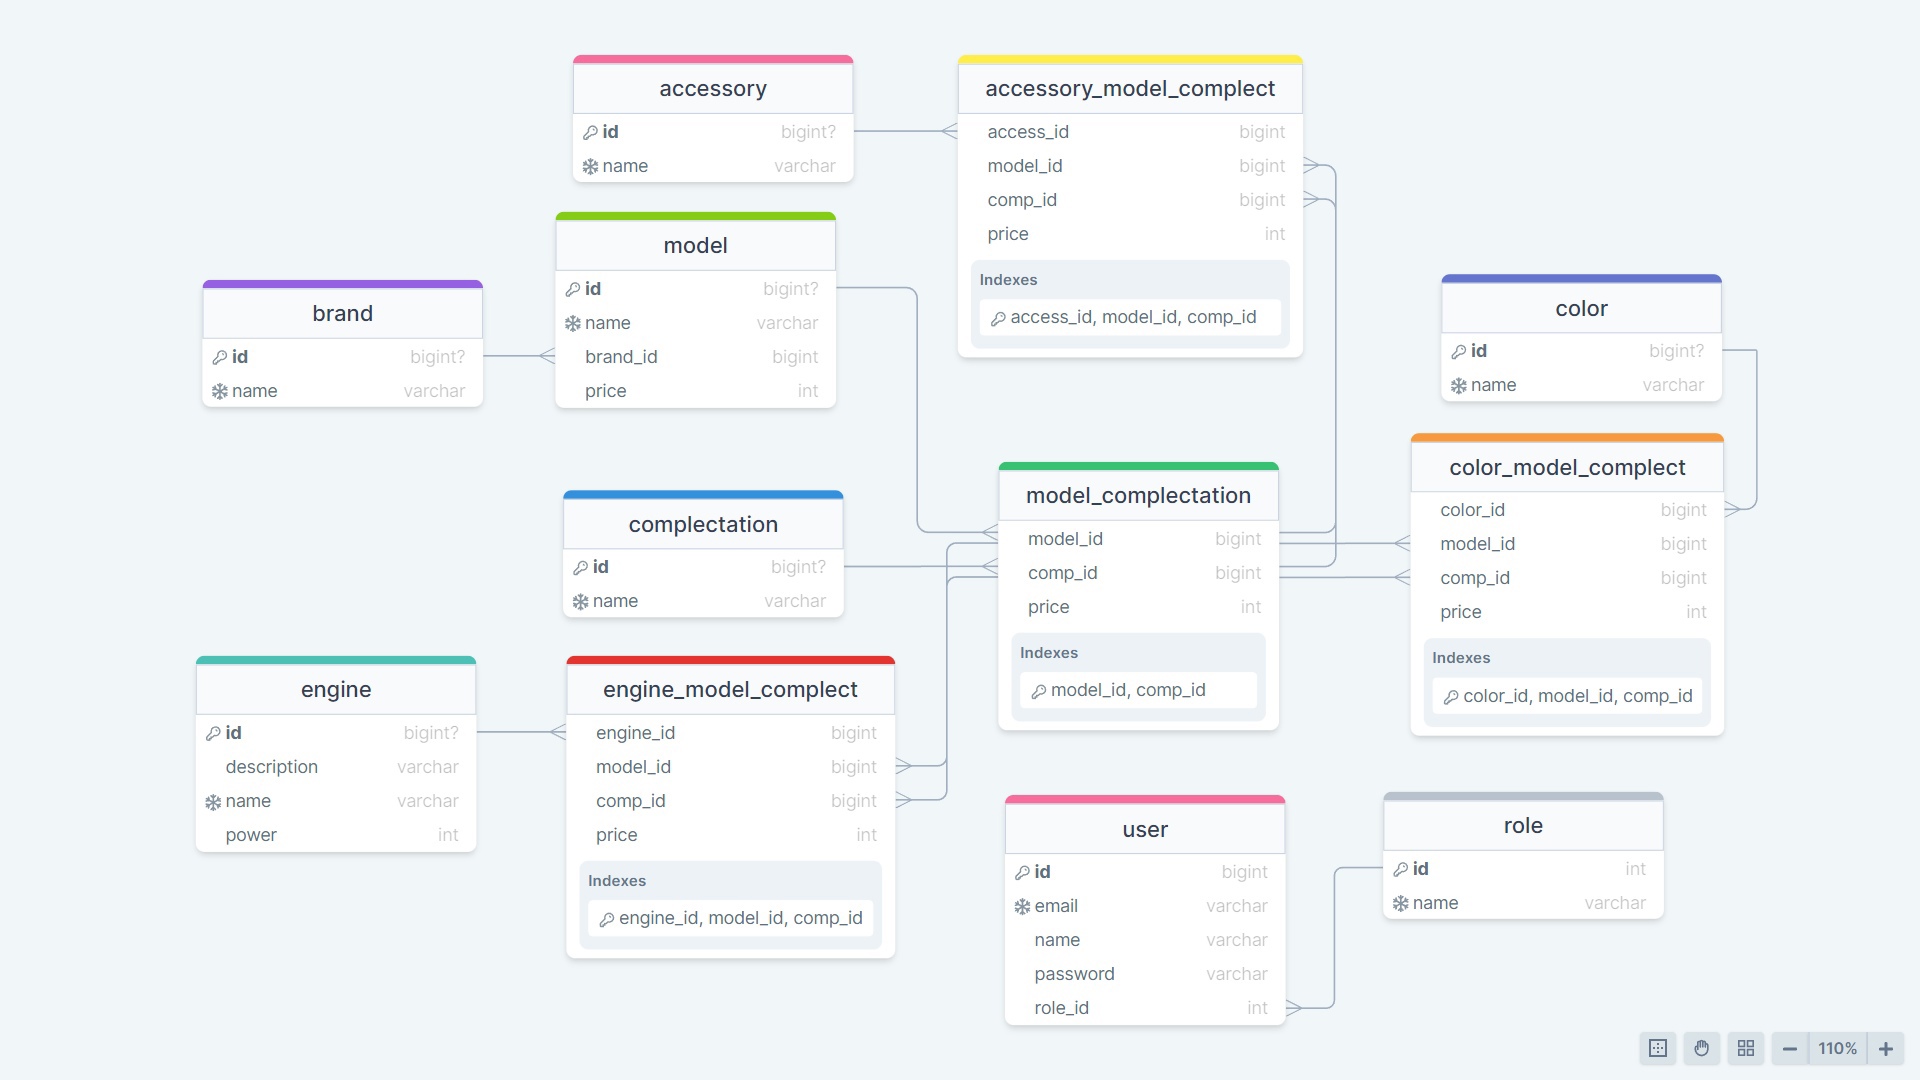 accessory
id bigint?
name varchar
accessory_model_complect
access_id bigint
model_id bigint
comp_id bigint
price int
Indexes
access_id, model_id, comp_id
model
id bigint?
name varchar
brand_id bigint
price int
brand
id bigint?
name varchar
color
id bigint?
name varchar
color_model_complect
color_id bigint
model_id bigint
comp_id bigint
price int
Indexes
color_id, model_id, comp_id
model_complectation
model_id bigint
comp_id bigint
price int
Indexes
model_id, comp_id
complectation
id bigint?
name varchar
engine
id bigint?
description varchar
name varchar
power int
engine_model_complect
engine_id bigint
model_id bigint
comp_id bigint
price int
Indexes
engine_id, model_id, comp_id
user
id bigint
email varchar
name varchar
password varchar
role_id int
role
id int
name varchar
110%